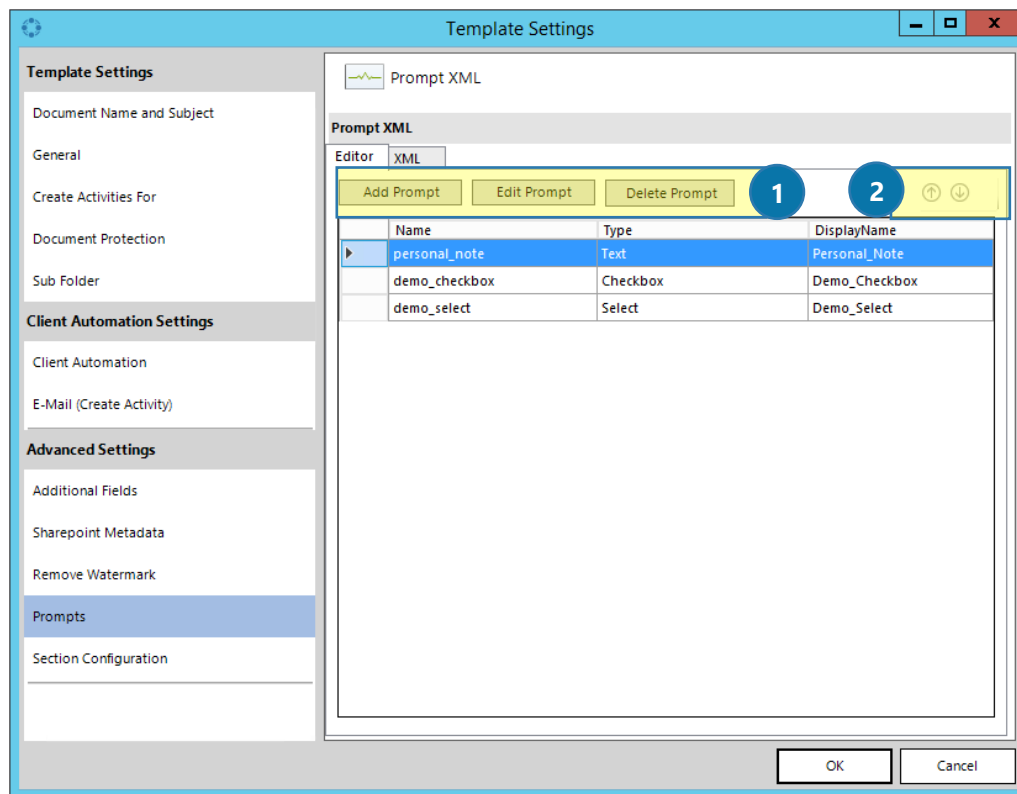 Template Settings
x
Template Settings
Document Name and Subject
General
Create Activities For
Document Protection
Sub Folder
Client Automation Settings
Client Automation
E-Mail (Create Activity)
Advanced Settings
Additional Fields
Sharepoint Metadata
Remove Watermark
Prompts
Section Configuration
Prompt XML
Prompt XML
Editor XML
Add Prompt Edit Prompt Delete Prompt 1 2
Name Type DisplayName
personal_note Text Personal_Note
demo_checkbox Checkbox Demo_Checkbox
demo_select Select Demo_Select
OK Cancel